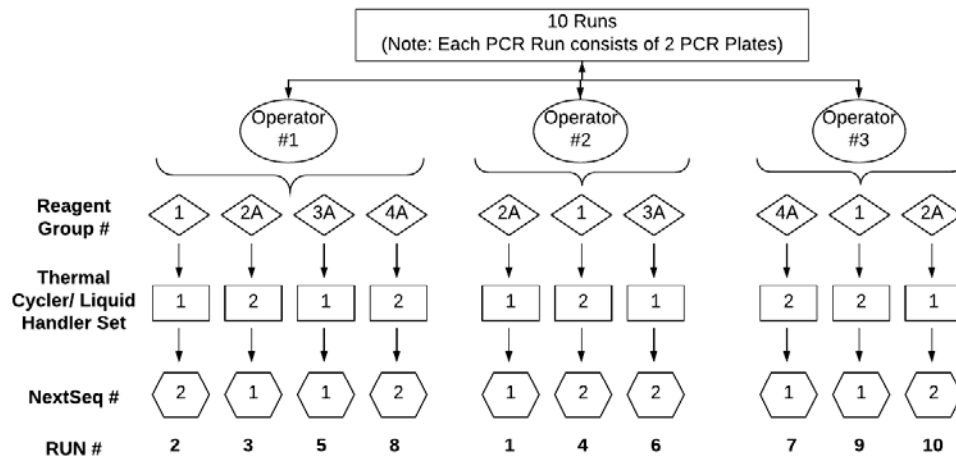 10 Runs
(Note: Each PCR Run consists of 2 PCR Plates)
Operator
#1
Operator
#2
Operator
#3
Reagent
Group #
1 2A 3A 4A 2A 1 3A 4A 1 2A
Thermal
Cycler/ Liquid
Handler Set
1 2 1 2 1 2 1 2 2 1
NextSeq #
2 1 1 2 1 2 2 1 1 2
RUN #
2 3 5 8 1 4 6 7 9 10